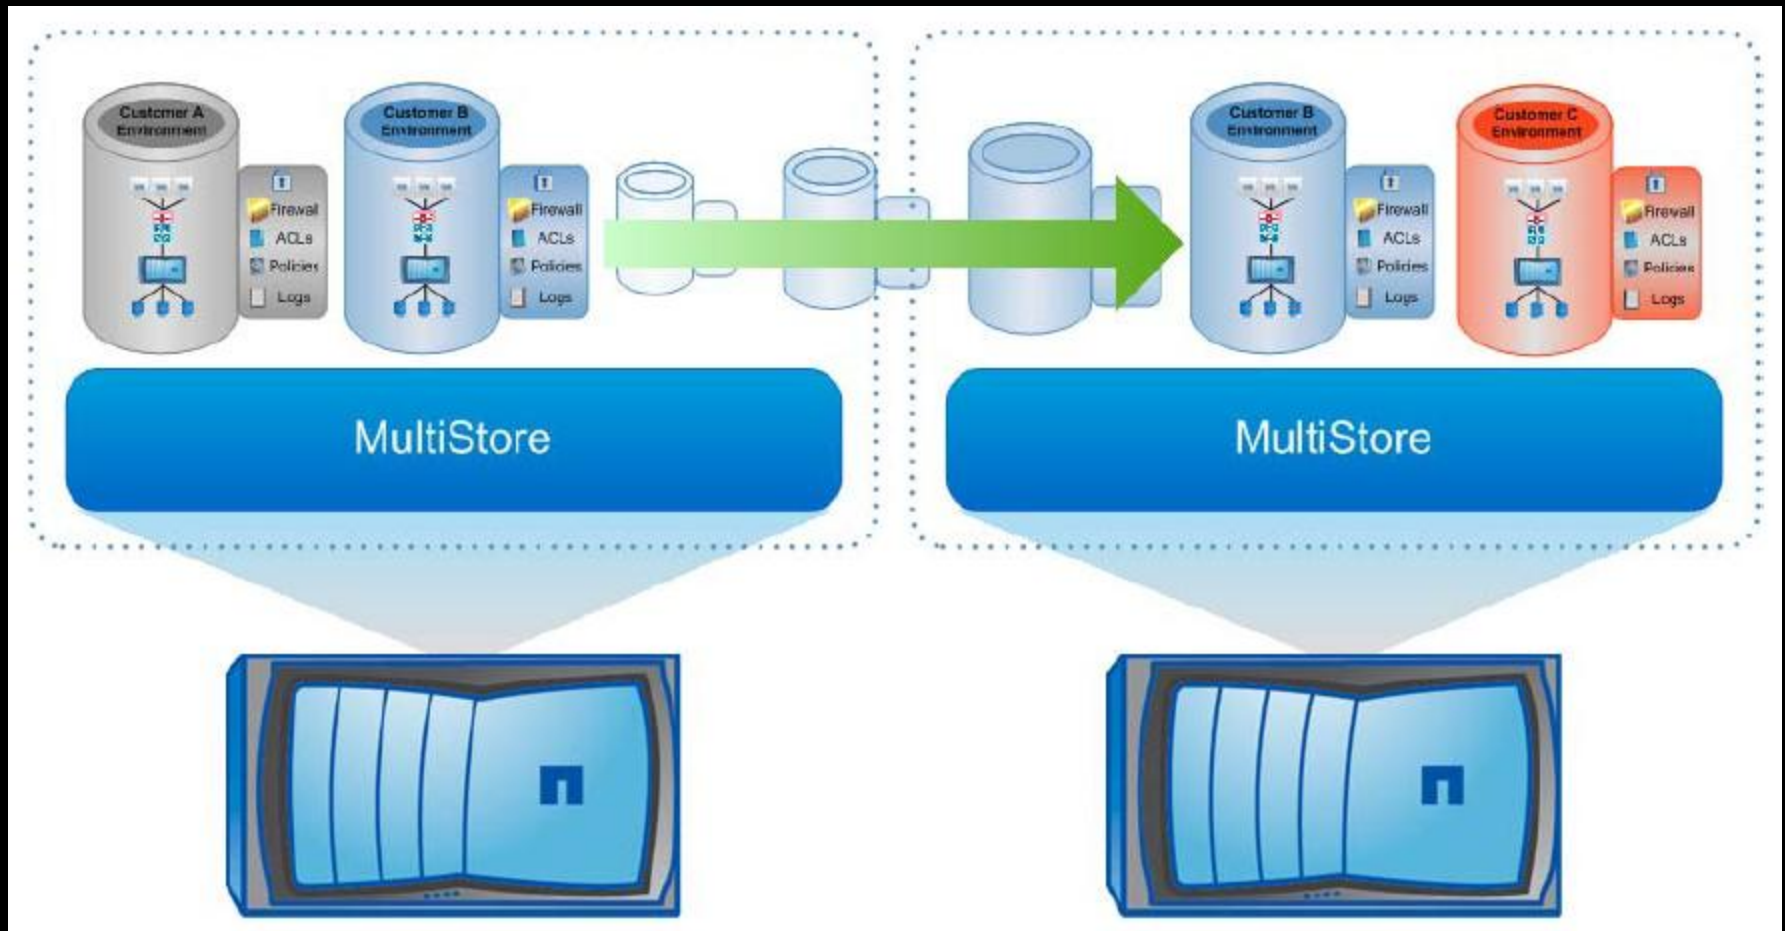 Customer A
Environment
Firewall
ACLs
Policies
Logs
Customer B
Environment
Firewall
ACLs
Policies
Logs
Customer B
Environment
Firewall
ACLs
Policies
Logs
Customer C
Environment
Firewall
ACLs
Policies
Logs
MultiStore
MultiStore